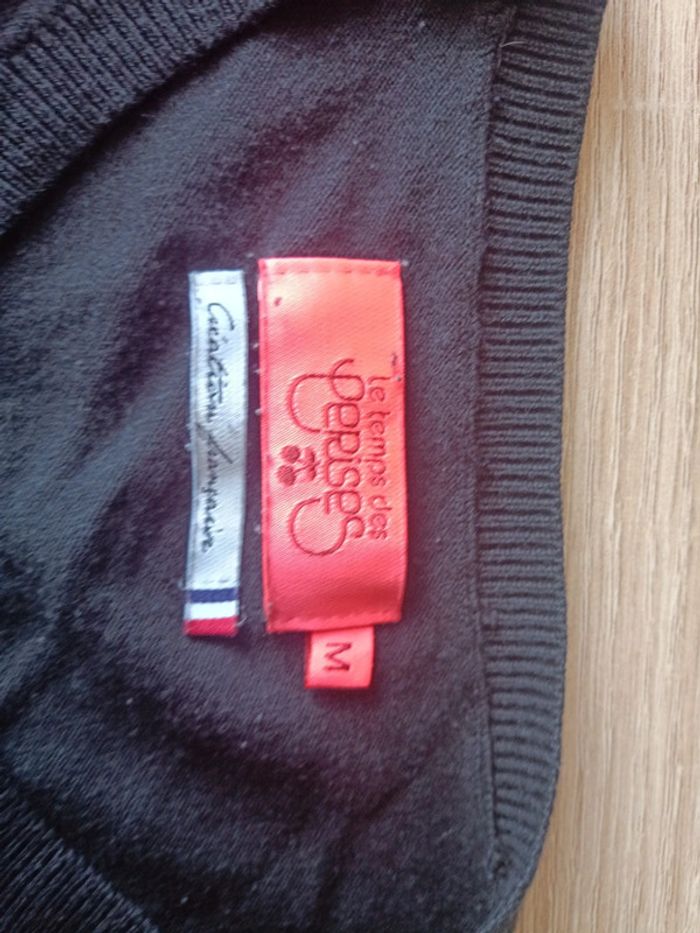 le temps des
cerises
M
Création française